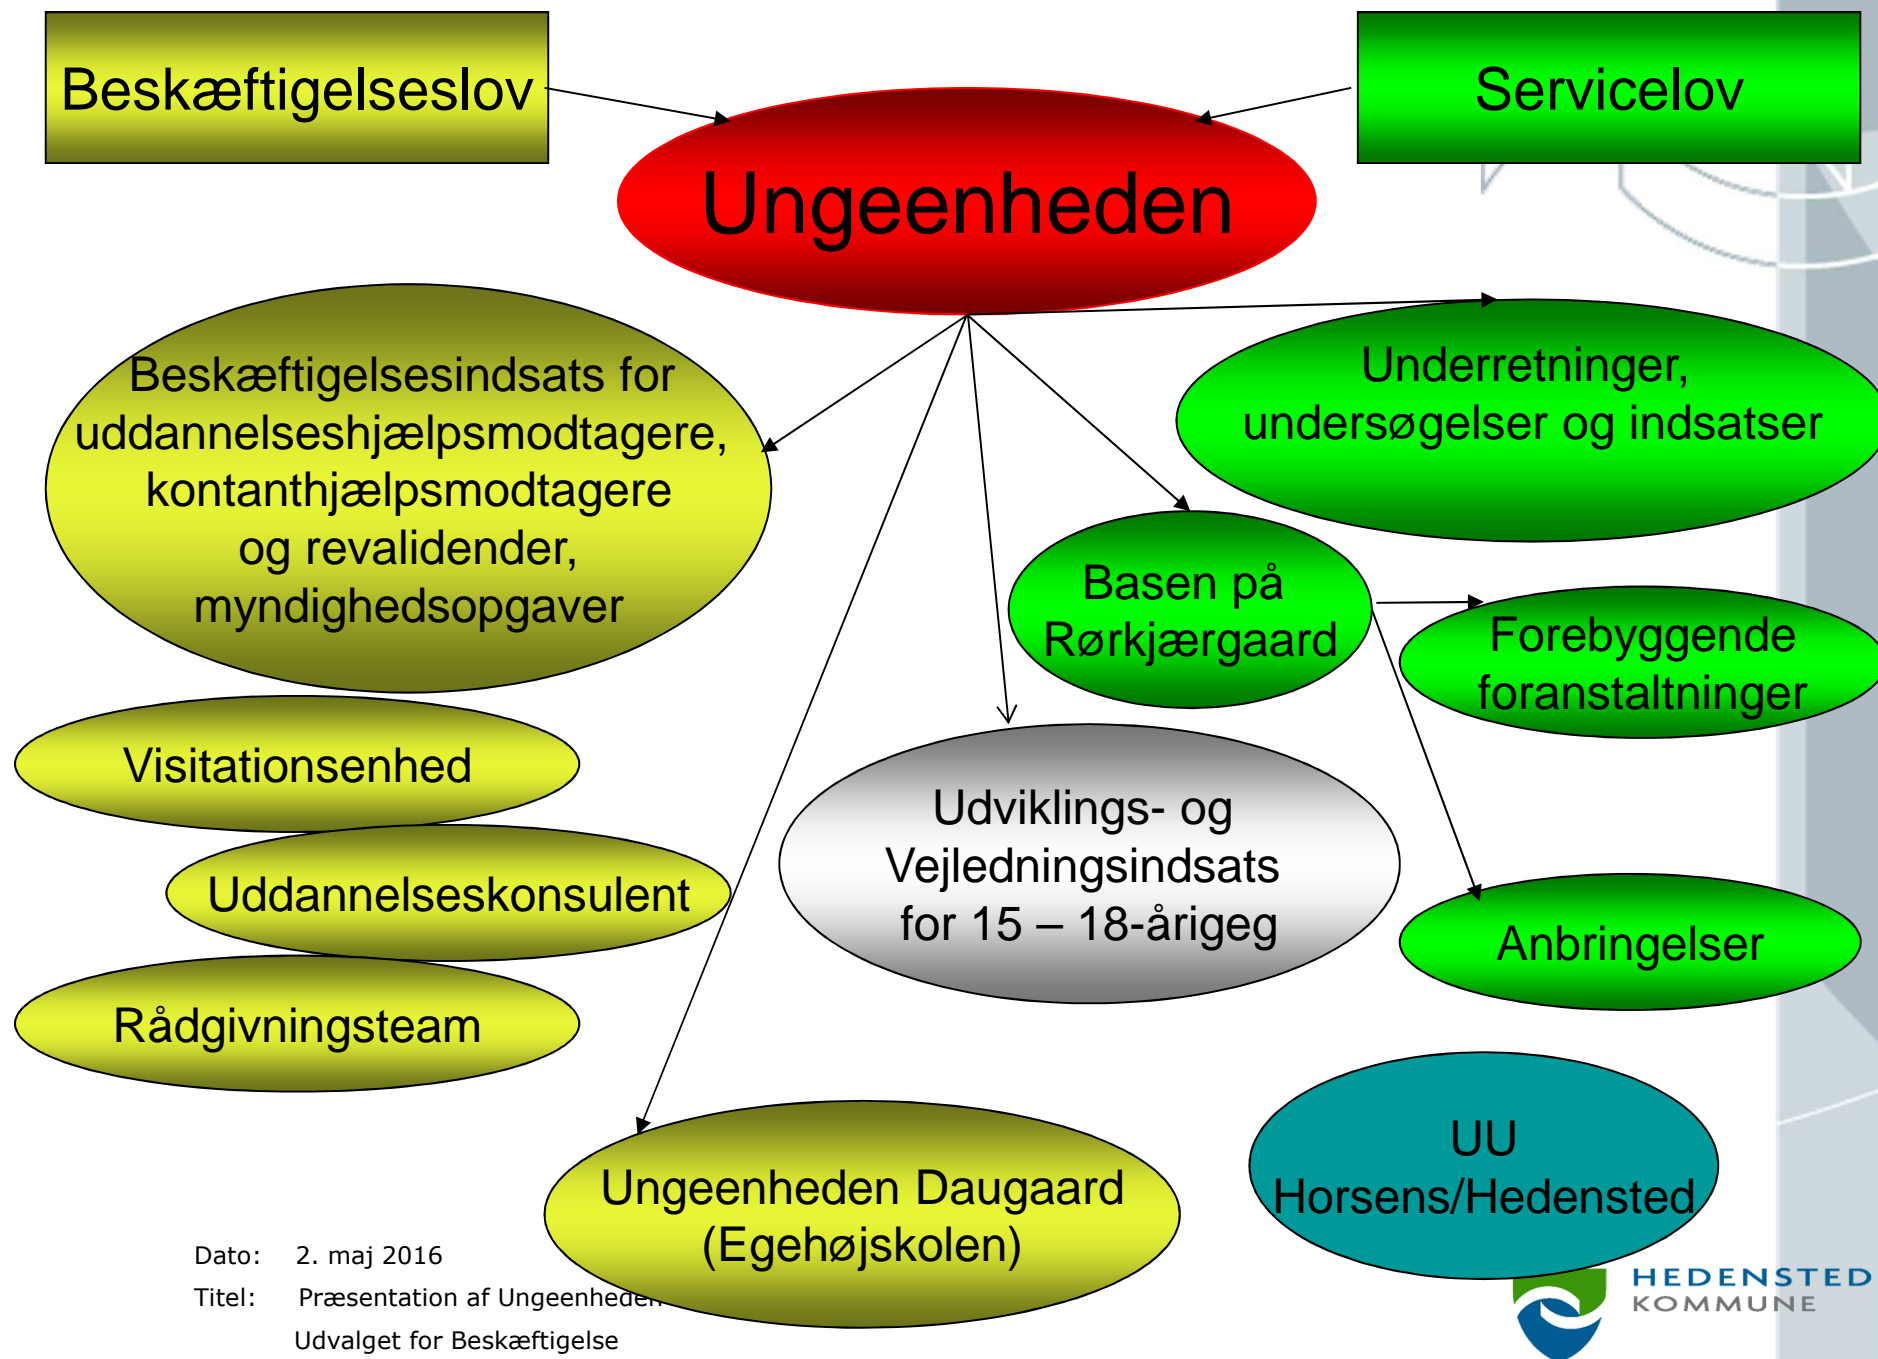 Beskæftigelseslov
Servicelov
Ungeenheden
Beskæftigelsesindsats for
uddannelseshjælpsmodtagere,
kontanthjælpsmodtagere
og revalidender,
myndighedsopgaver
Underretninger,
undersøgelser og indsatser
Basen på
Rørkjærgaard
Forebyggende
foranstaltninger
Visitationsenhed
Udviklings- og
Vejledningsindsats
for 15 – 18-årigeg
Uddannelseskonsulent
Anbringelser
Rådgivningsteam
UU
Horsens/Hedensted
Ungeenheden Daugaard
(Egehøjskolen)
Dato: 2. maj 2016
Titel: Præsentation af Ungeenheden
Udvalget for Beskæftigelse
HEDENSTED
KOMMUNE